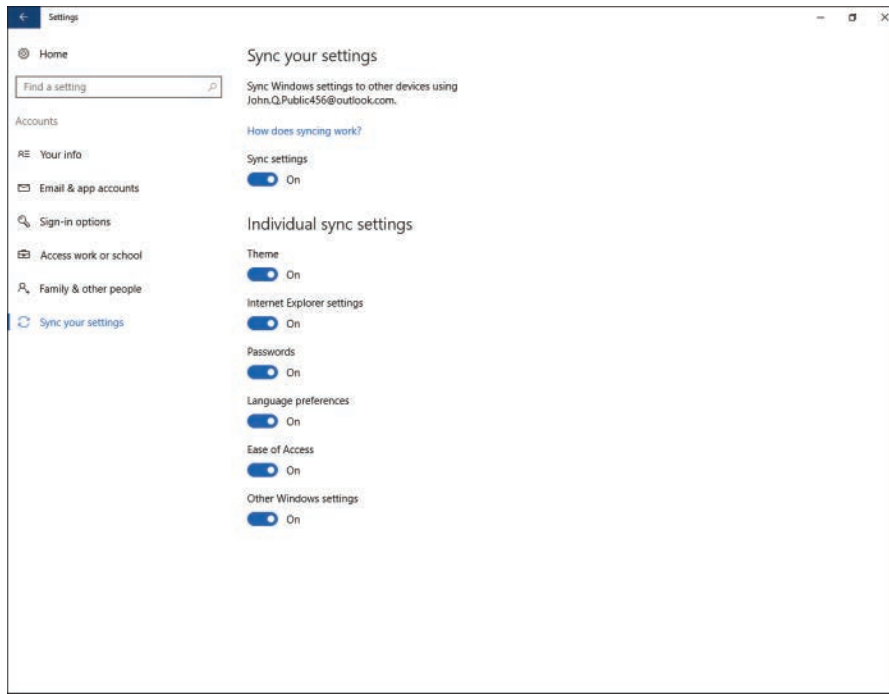 Settings
Home
Find a setting
Accounts
Your info
Email & app accounts
Sign-in options
Access work or school
Family & other people
Sync your settings
Sync your settings
Sync Windows settings to other devices using
John.Q.Public456@outlook.com.
How does syncing work?
Sync settings
On
Individual sync settings
Theme
On
Internet Explorer settings
On
Passwords
On
Language preferences
On
Ease of Access
On
Other Windows settings
On